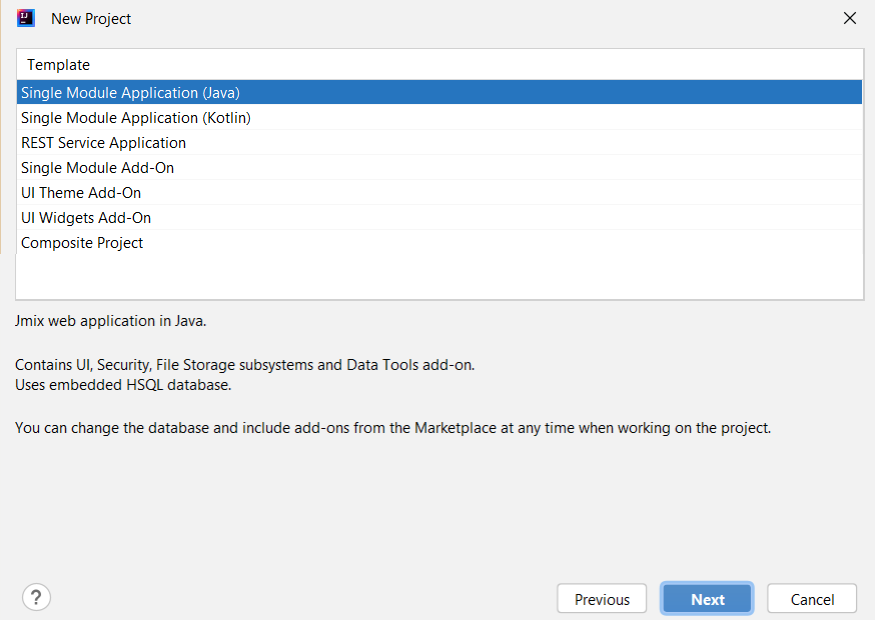 New Project
Template
Single Module Application (Java)
Single Module Application (Kotlin)
REST Service Application
Single Module Add-On
UI Theme Add-On
UI Widgets Add-On
Composite Project
Jmix web application in Java.
Contains UI, Security, File Storage subsystems and Data Tools add-on.
Uses embedded HSQL database.
You can change the database and include add-ons from the Marketplace at any time when working on the project.
? Previous Next Cancel